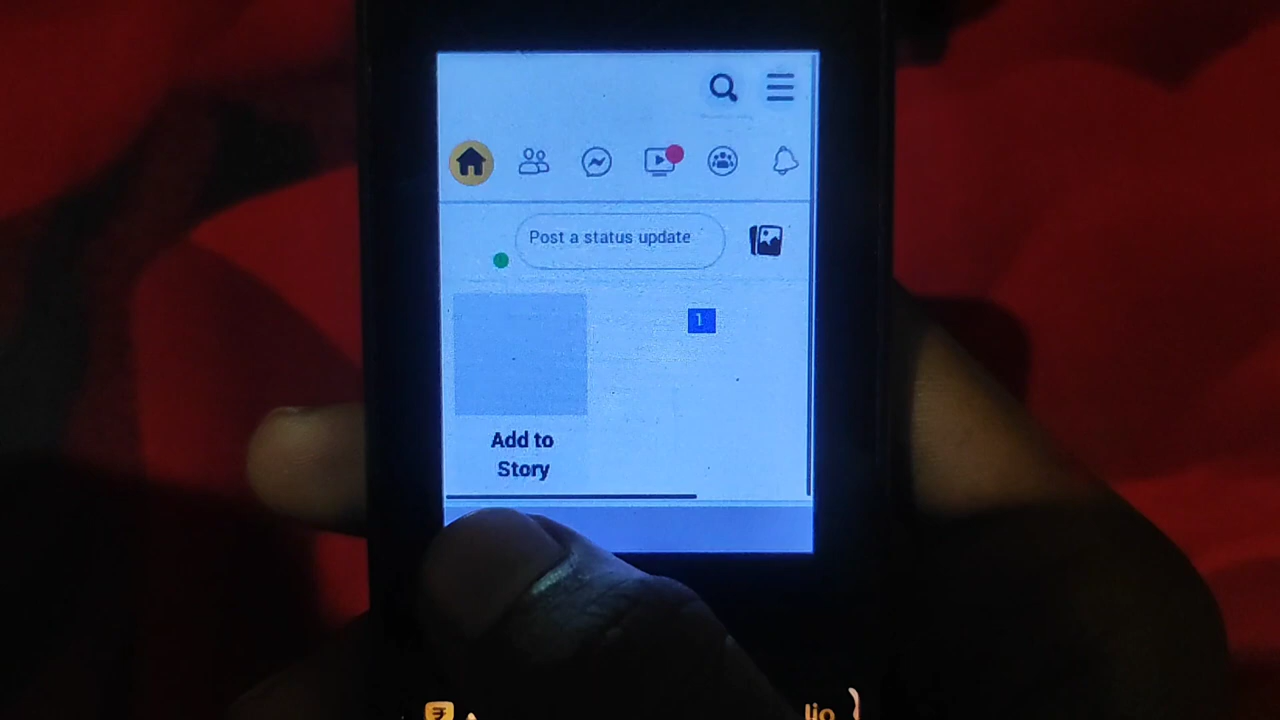 Post a status update
1
Add to
Story
₹
Jio